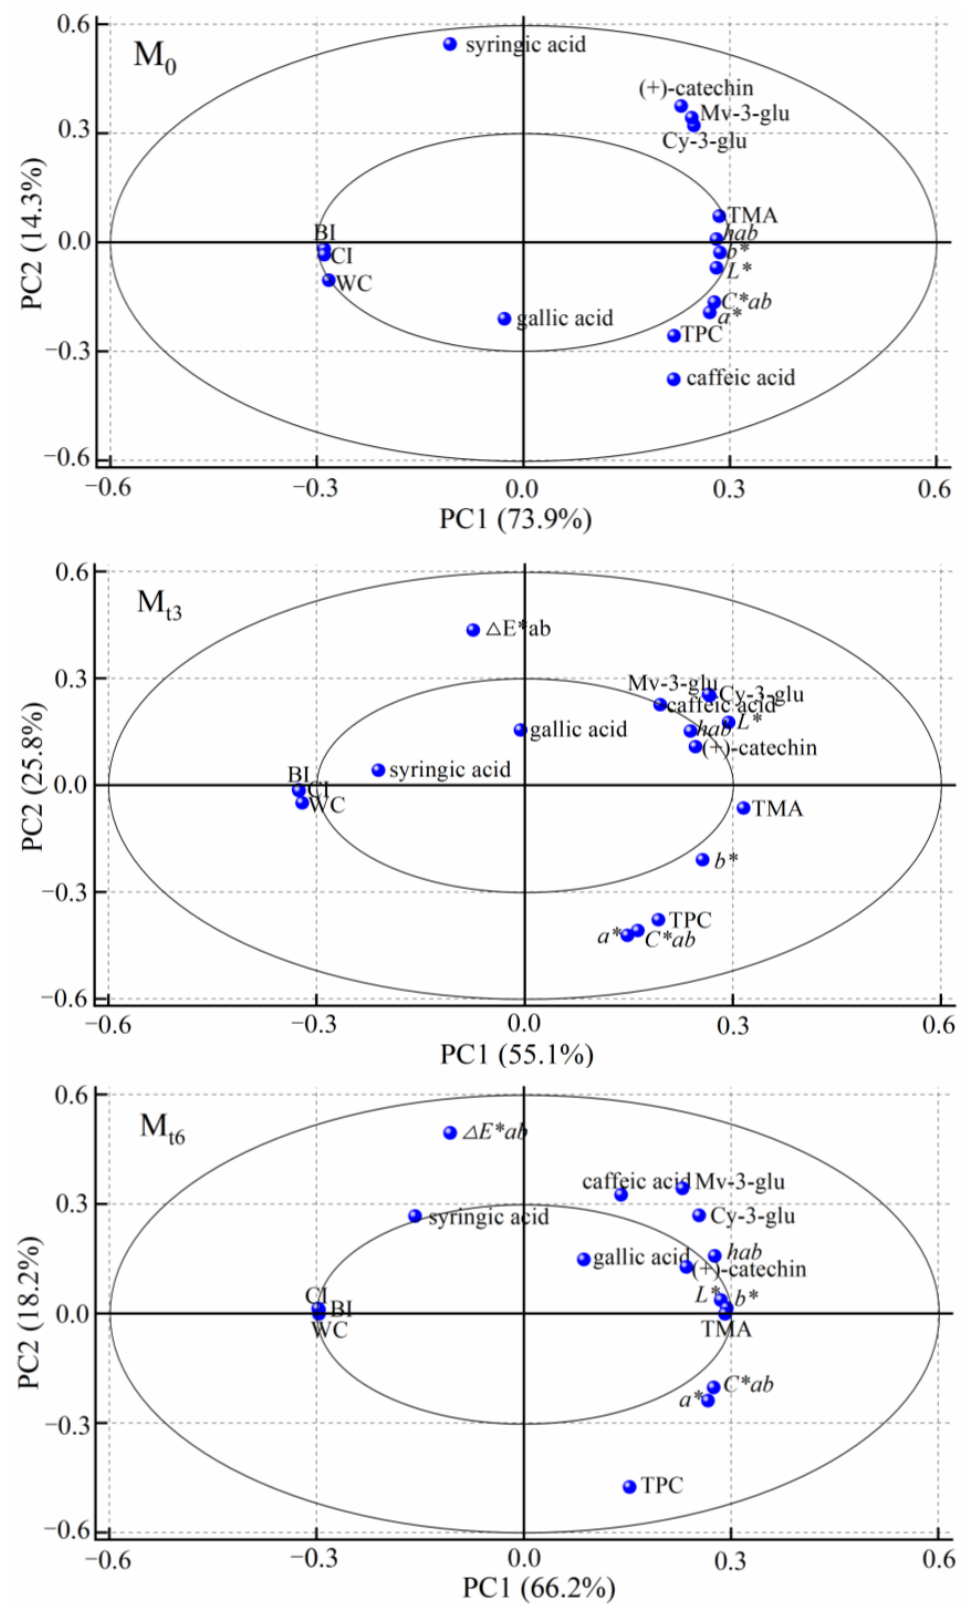 0.6
M0
syringic acid
(+)-catechin
Mv-3-glu
0.3
Cy-3-glu
PC2 (14.3%)
TMA
BI
hab
0.0
b*
CI
L*
WC
C*ab
a*
gallic acid
TPC
−0.3
caffeic acid
−0.6
−0.6 −0.3 0.0 0.3 0.6
PC1 (73.9%)
0.6
Mt3
△E*ab
0.3
Mv-3-glu
Cy-3-glu
caffeic acid
L*
gallic acid
hab
(+)-catechin
PC2 (25.8%)
BI
syringic acid
0.0
CI
WC
TMA
b*
−0.3
TPC
a*
C*ab
−0.6
−0.6 −0.3 0.0 0.3 0.6
PC1 (55.1%)
0.6
Mt6
△E*ab
caffeic acid
Mv-3-glu
0.3
syringic acid
Cy-3-glu
gallic acid
hab
(+)-catechin
PC2 (18.2%)
CI
L*
b*
BI
0.0
WC
TMA
C*ab
a*
−0.3
TPC
−0.6
−0.6 −0.3 0.0 0.3 0.6
PC1 (66.2%)